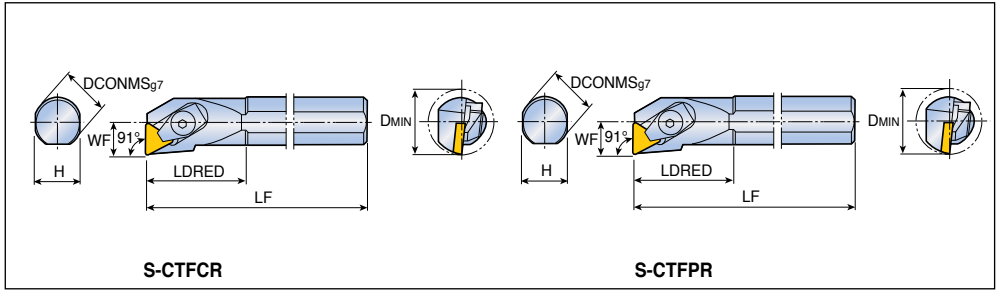 DCONMSg7
WF
91°
H
LDRED
LF
DMIN
S-CTFCR
DCONMSg7
WF
91°
H
LDRED
LF
DMIN
S-CTFPR